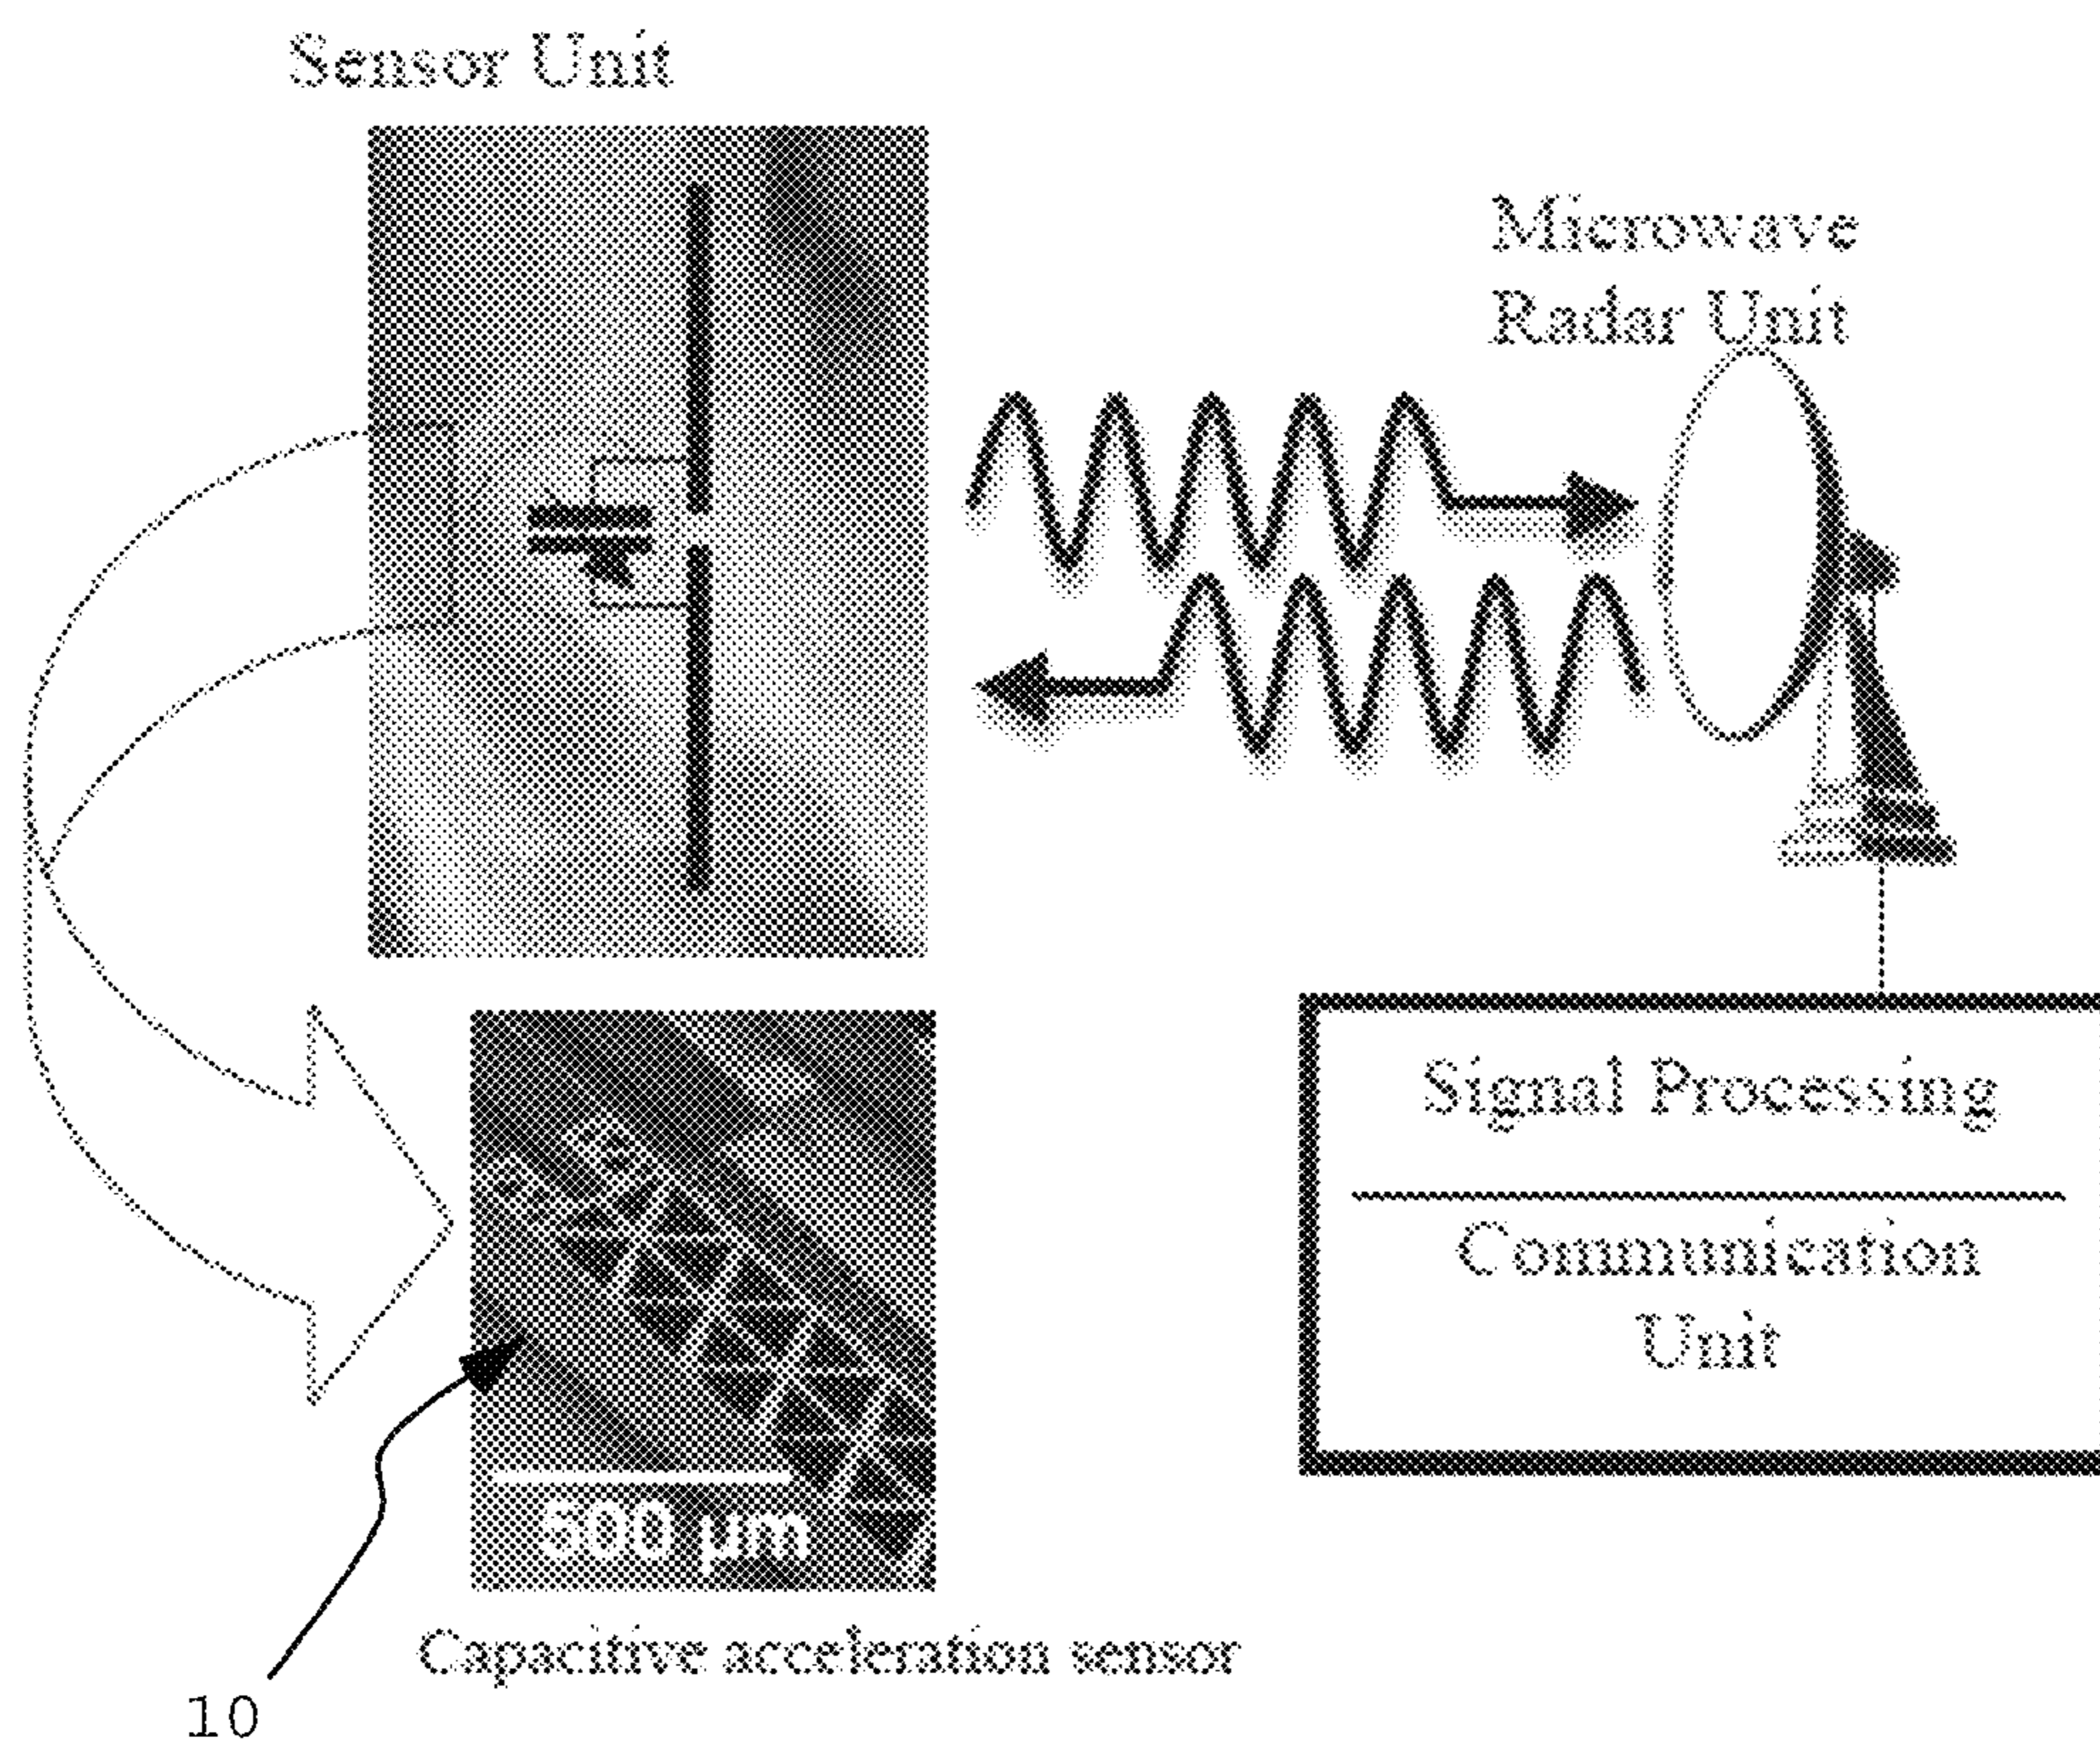 Sensor Unit
Microwave
Radar Unit
Signal Processing
Communication
Unit
500 µm
Capacitive acceleration sensor
10